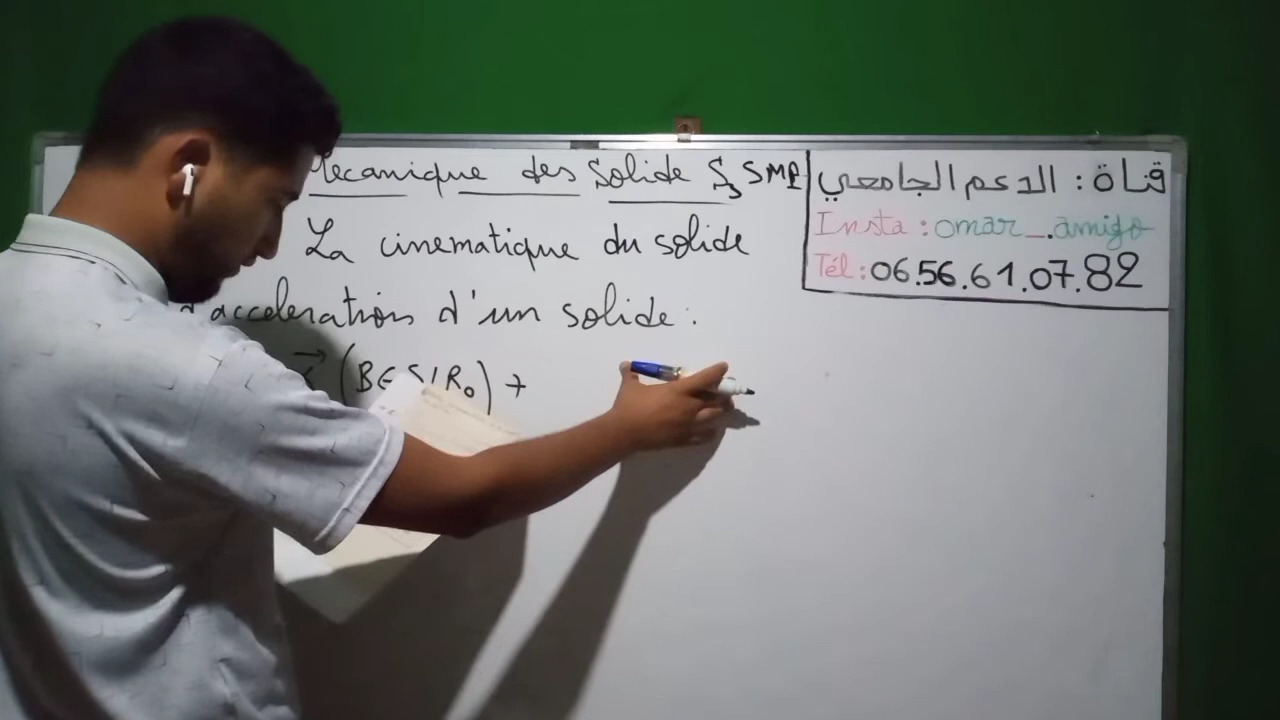 Mecanique des Solide S3 SMP
قناة : الدعم الجامعي
Insta : omar_.amigo
Tél : 06.56.61.07.82
La cinematique du solide
d'acceleration d'un solide :
(B∈S/R₀) +